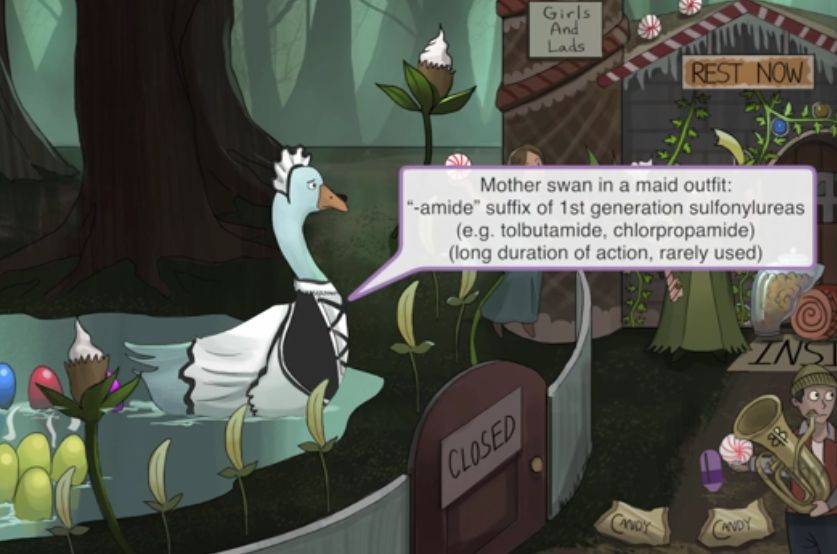 Girls
And
Lads
REST NOW
Mother swan in a maid outfit:
“-amide” suffix of 1st generation sulfonylureas
(e.g. tolbutamide, chlorpropamide)
(long duration of action, rarely used)
CLOSED
CANDY
CANDY